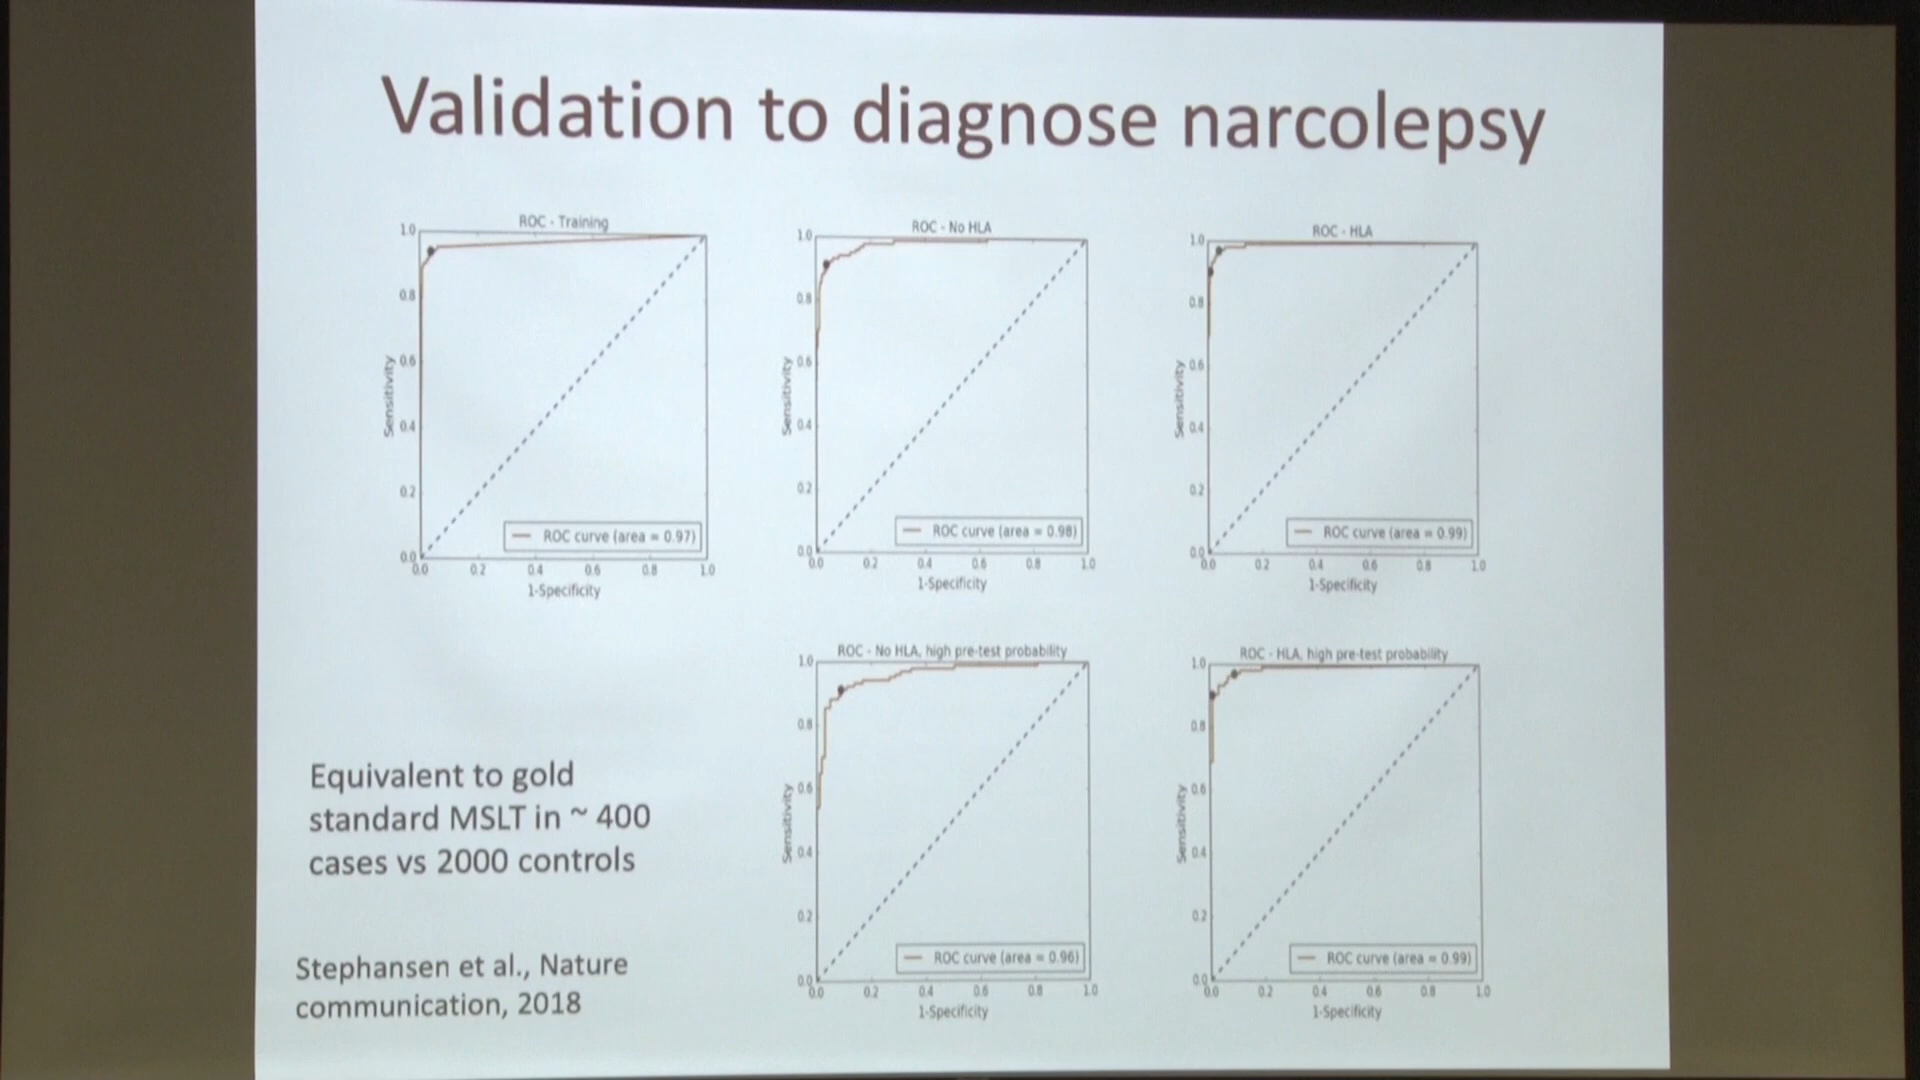 Validation to diagnose narcolepsy
ROC - Training
1.0
0.8
0.6
0.4
0.2
0.0
Sensitivity
ROC curve (area = 0.97)
0.0 0.2 0.4 0.6 0.8 1.0
1-Specificity
ROC - No HLA
1.0
0.8
0.6
0.4
0.2
0.0
Sensitivity
ROC curve (area = 0.98)
0.0 0.2 0.4 0.6 0.8 1.0
1-Specificity
ROC - HLA
1.0
0.8
0.6
0.4
0.2
0.0
Sensitivity
ROC curve (area = 0.99)
0.0 0.2 0.4 0.6 0.8 1.0
1-Specificity
ROC - No HLA, high pre-test probability
1.0
0.8
0.6
0.4
0.2
0.0
Sensitivity
ROC curve (area = 0.96)
0.0 0.2 0.4 0.6 0.8 1.0
1-Specificity
ROC - HLA, high pre-test probability
1.0
0.8
0.6
0.4
0.2
0.0
Sensitivity
ROC curve (area = 0.99)
0.0 0.2 0.4 0.6 0.8 1.0
1-Specificity
Equivalent to gold
standard MSLT in ~ 400
cases vs 2000 controls
Stephansen et al., Nature
communication, 2018